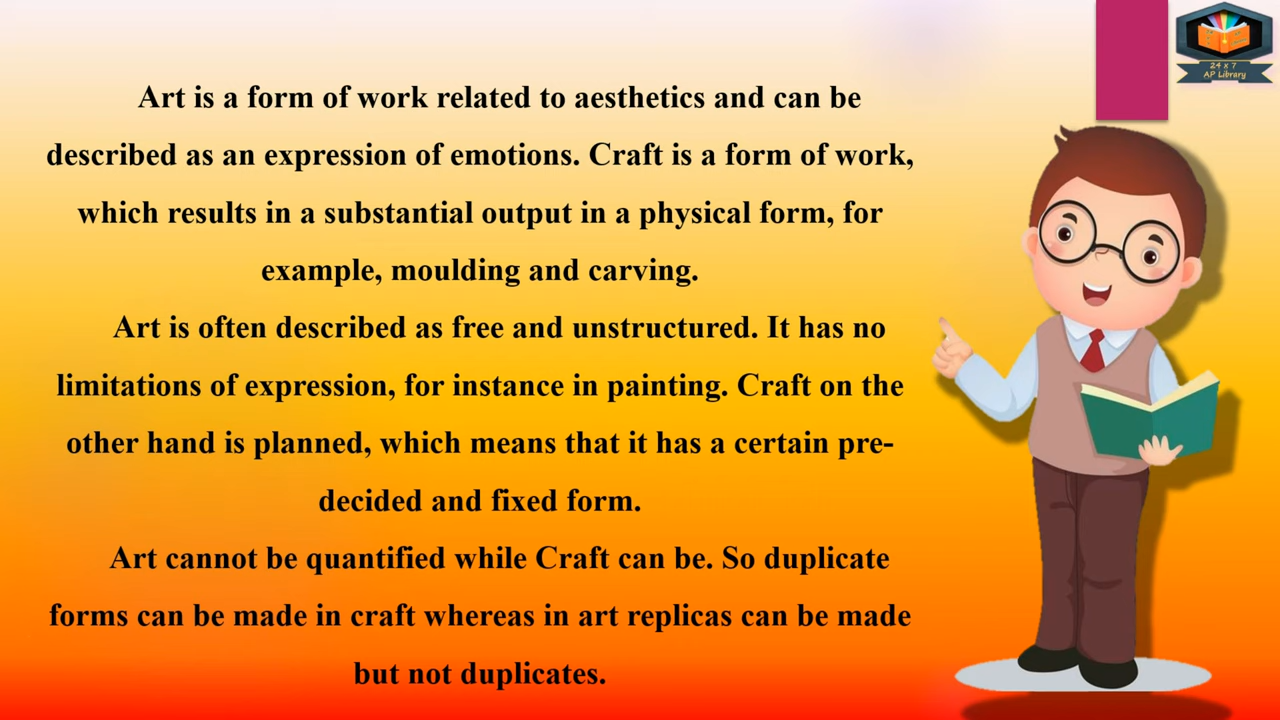 24 x 7
AP Library
Art is a form of work related to aesthetics and can be
described as an expression of emotions. Craft is a form of work,
which results in a substantial output in a physical form, for
example, moulding and carving.
Art is often described as free and unstructured. It has no
limitations of expression, for instance in painting. Craft on the
other hand is planned, which means that it has a certain pre-
decided and fixed form.
Art cannot be quantified while Craft can be. So duplicate
forms can be made in craft whereas in art replicas can be made
but not duplicates.